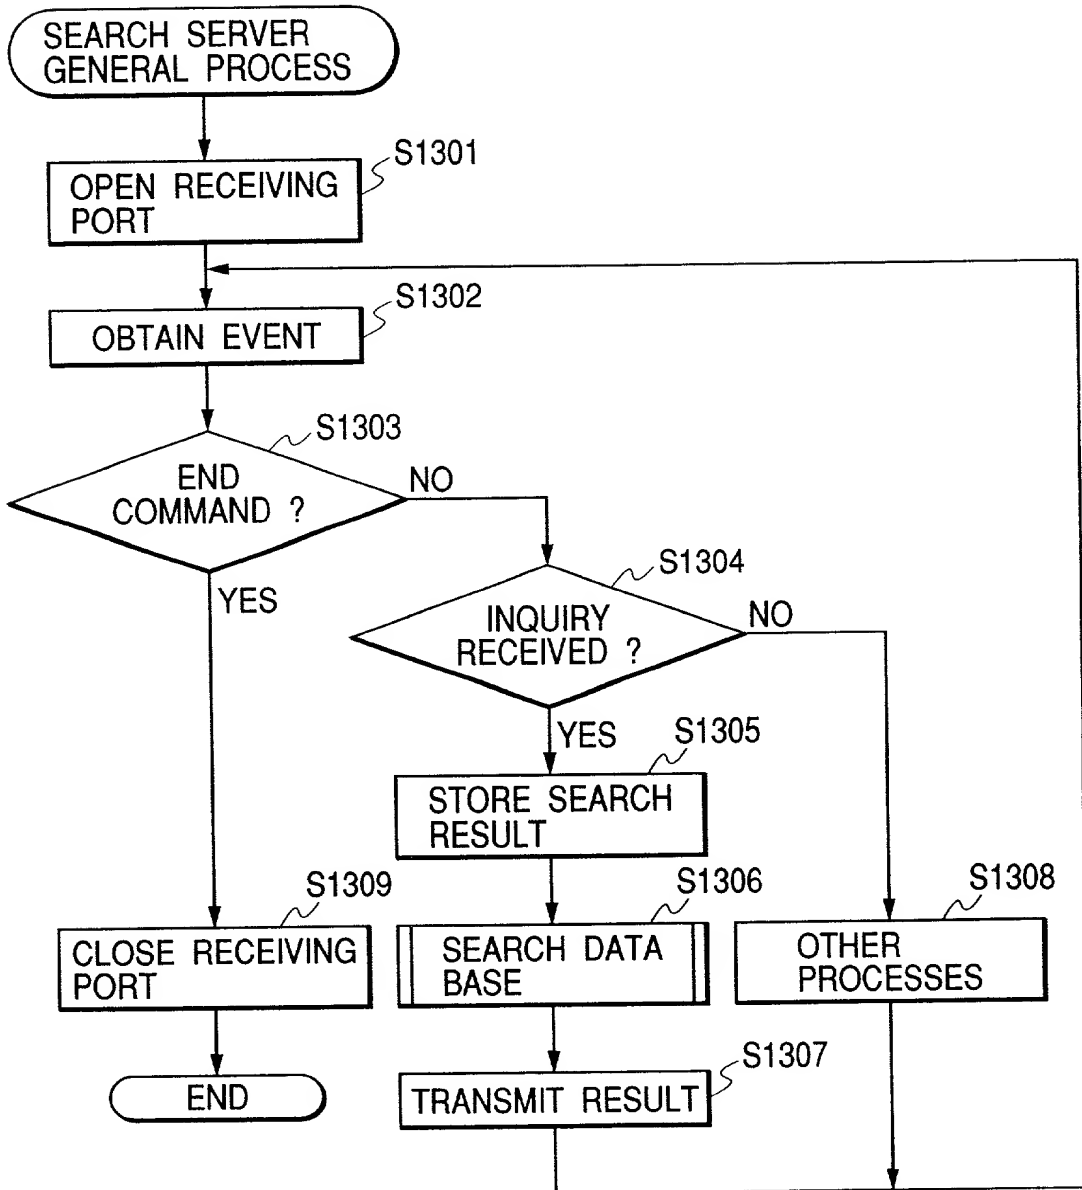 SEARCH SERVER
GENERAL PROCESS
S1301
OPEN RECEIVING
PORT
S1302
OBTAIN EVENT
S1303
END
COMMAND ?
NO
YES
S1304
INQUIRY
RECEIVED ?
NO
YES
S1305
STORE SEARCH
RESULT
S1309
CLOSE RECEIVING
PORT
S1306
SEARCH DATA
BASE
S1308
OTHER
PROCESSES
END
S1307
TRANSMIT RESULT